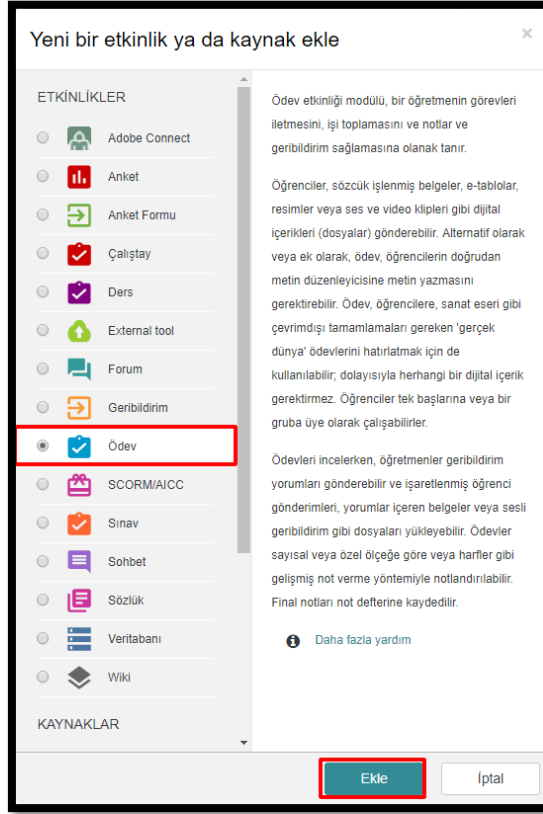 Yeni bir etkinlik ya da kaynak ekle
×
ETKİNLİKLER
Adobe Connect
Anket
Anket Formu
Çalıştay
Ders
External tool
Forum
Geribildirim
Ödev
SCORM/AICC
Sınav
Sohbet
Sözlük
Veritabanı
Wiki
KAYNAKLAR
Ödev etkinliği modülü, bir öğretmenin görevleri
iletmesini, işi toplamasını ve notlar ve
geribildirim sağlamasına olanak tanır.
Öğrenciler, sözcük işlenmiş belgeler, e-tablolar,
resimler veya ses ve video klipleri gibi dijital
içerikleri (dosyalar) gönderebilir. Alternatif olarak
veya ek olarak, ödev, öğrencilerin doğrudan
metin düzenleyicisine metin yazmasını
gerektirebilir. Ödev, öğrencilere, sanat eseri gibi
çevrimdışı tamamlamaları gereken 'gerçek
dünya' ödevlerini hatırlatmak için de
kullanılabilir; dolayısıyla herhangi bir dijital içerik
gerektirmez. Öğrenciler tek başlarına veya bir
gruba üye olarak çalışabilirler.
Ödevleri incelerken, öğretmenler geribildirim
yorumları gönderebilir ve işaretlenmiş öğrenci
gönderimleri, yorumlar içeren belgeler veya sesli
geribildirim gibi dosyaları yükleyebilir. Ödevler
sayısal veya özel ölçeğe göre veya harfler gibi
gelişmiş not verme yöntemiyle notlandırılabilir.
Final notları not defterine kaydedilir.
Daha fazla yardım
Ekle
İptal